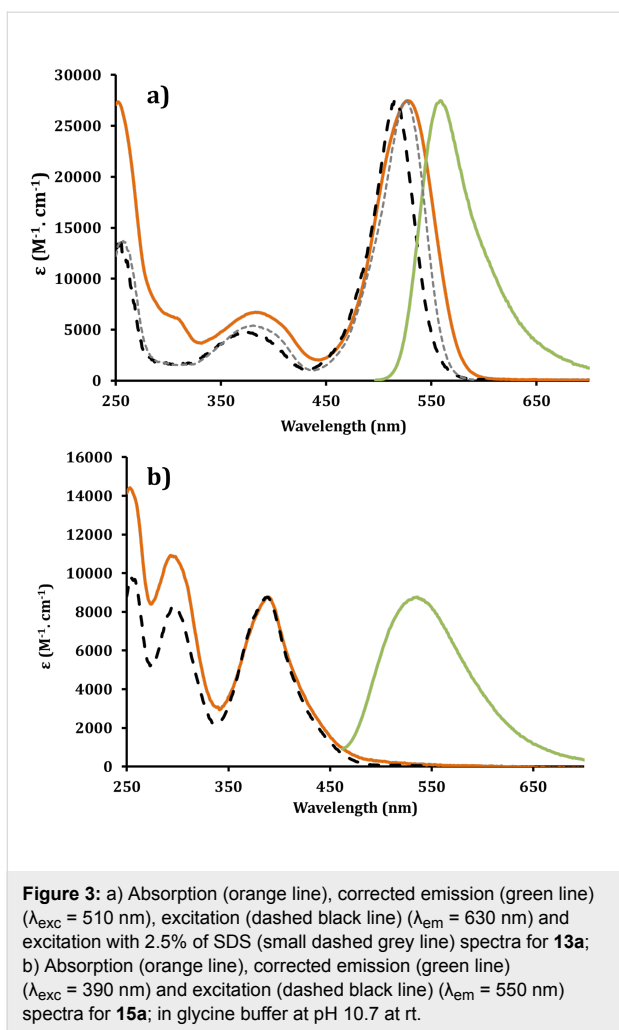 a)
30000
25000
20000
15000
10000
5000
0
ε (M-1. cm-1)
250 350 450 550 650
Wavelength (nm)
b)
16000
14000
12000
10000
8000
6000
4000
2000
0
ε (M-1. cm-1)
250 350 450 550 650
Wavelength (nm)
Figure 3: a) Absorption (orange line), corrected emission (green line)
(λexc = 510 nm), excitation (dashed black line) (λem = 630 nm) and
excitation with 2.5% of SDS (small dashed grey line) spectra for 13a;
b) Absorption (orange line), corrected emission (green line)
(λexc = 390 nm) and excitation (dashed black line) (λem = 550 nm)
spectra for 15a; in glycine buffer at pH 10.7 at rt.